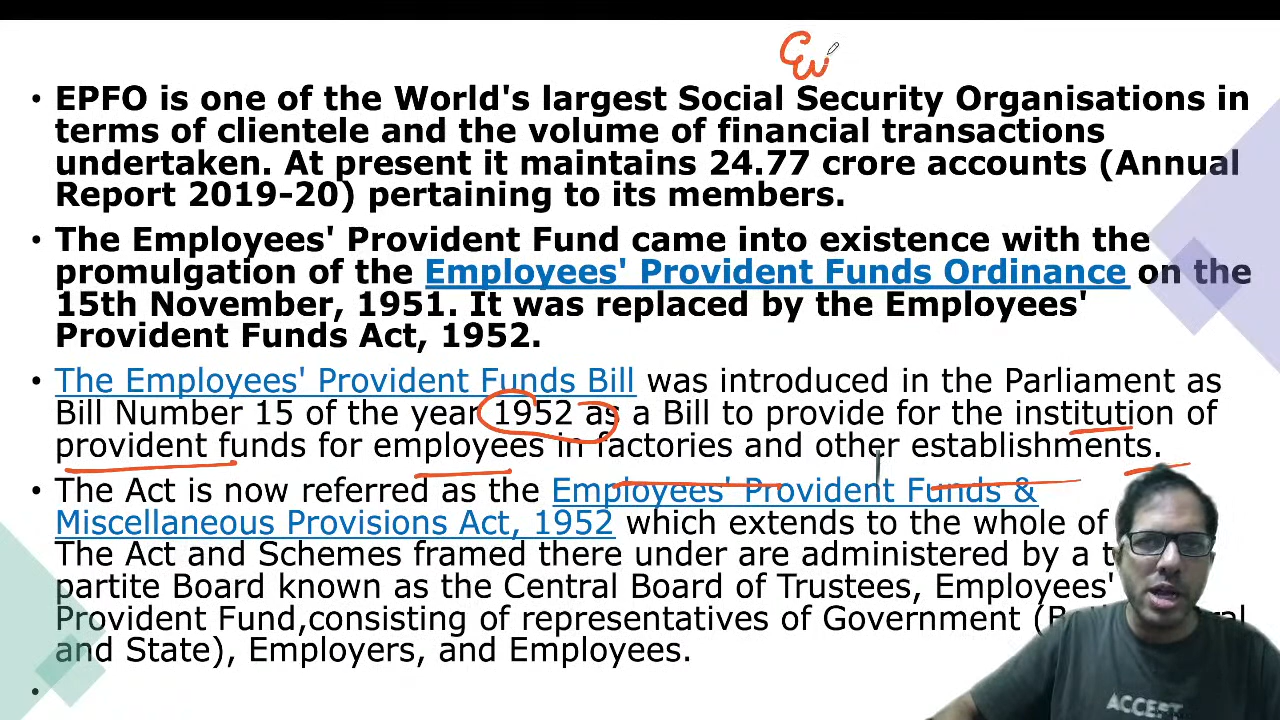 • EPFO is one of the World's largest Social Security Organisations in
terms of clientele and the volume of financial transactions
undertaken. At present it maintains 24.77 crore accounts (Annual
Report 2019-20) pertaining to its members.
• The Employees' Provident Fund came into existence with the
promulgation of the Employees' Provident Funds Ordinance on the
15th November, 1951. It was replaced by the Employees'
Provident Funds Act, 1952.
• The Employees' Provident Funds Bill was introduced in the Parliament as
Bill Number 15 of the year 1952 as a Bill to provide for the institution of
provident funds for employees in factories and other establishments.
• The Act is now referred as the Employees' Provident Funds &
Miscellaneous Provisions Act, 1952 which extends to the whole of
The Act and Schemes framed there under are administered by a
partite Board known as the Central Board of Trustees, Employees'
Provident Fund,consisting of representatives of Government
and State), Employers, and Employees.
•
ACCEPT